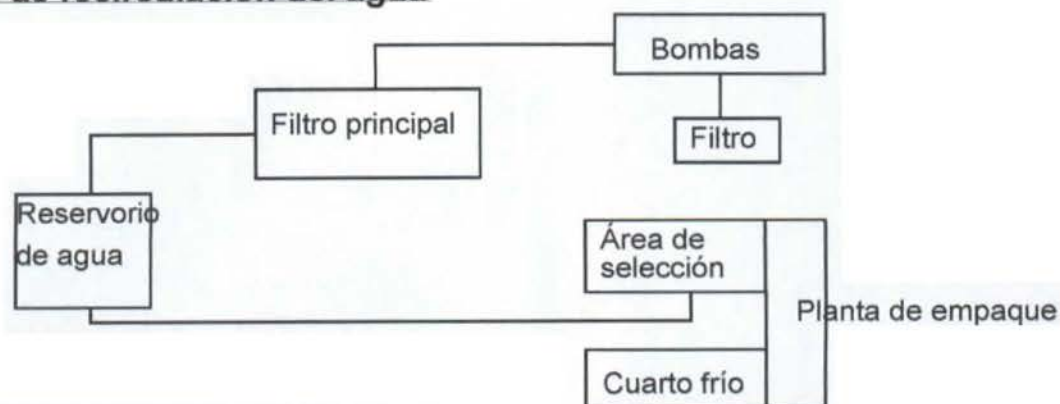 Bombas
Filtro principal
Filtro
Reservorio
de agua
Área de
selección
Planta de empaque
Cuarto frío